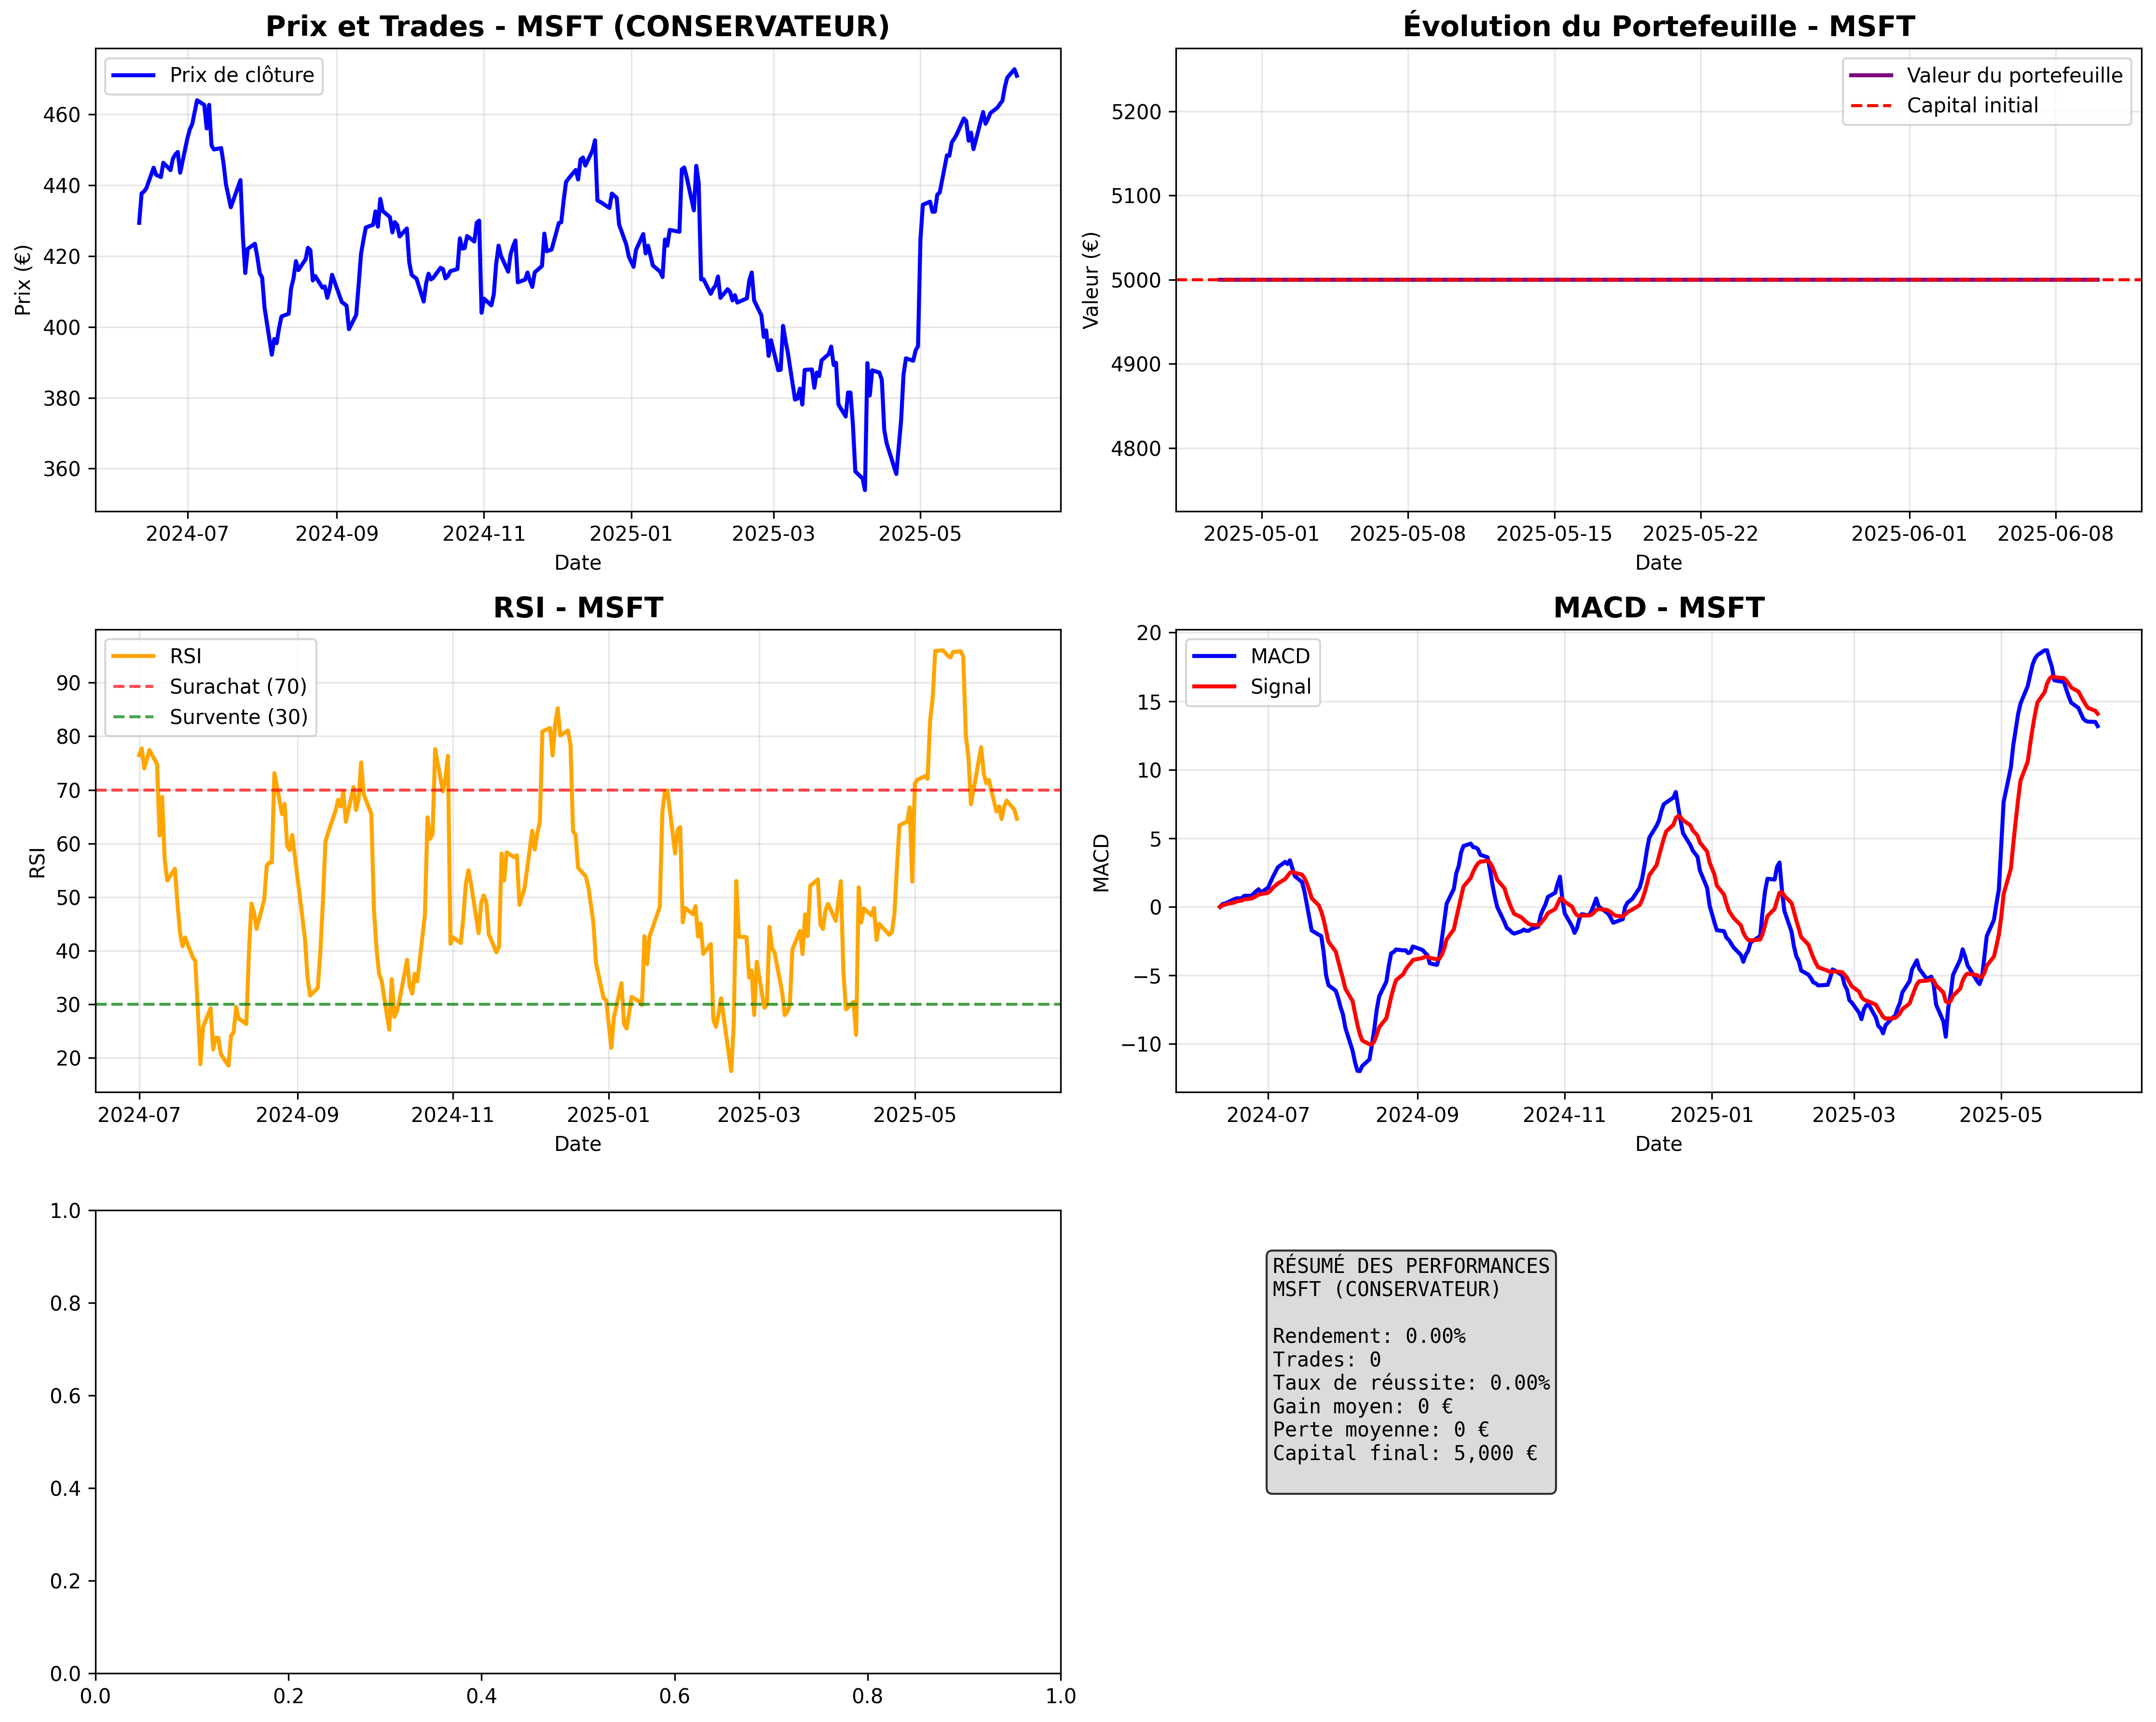 Prix et Trades - MSFT (CONSERVATEUR)
Prix de clôture
Prix (€)
460
440
420
400
380
360
2024-07
2024-09
2024-11
2025-01
2025-03
2025-05
Date
Évolution du Portefeuille - MSFT
Valeur du portefeuille
Capital initial
Valeur (€)
5200
5100
5000
4900
4800
2025-05-01
2025-05-08
2025-05-15
2025-05-22
2025-06-01
2025-06-08
Date
RSI - MSFT
RSI
Surachat (70)
Survente (30)
RSI
90
80
70
60
50
40
30
20
2024-07
2024-09
2024-11
2025-01
2025-03
2025-05
Date
MACD - MSFT
MACD
Signal
MACD
20
15
10
5
0
−5
−10
2024-07
2024-09
2024-11
2025-01
2025-03
2025-05
Date
1.0
0.8
0.6
0.4
0.2
0.0
0.0
0.2
0.4
0.6
0.8
1.0
RÉSUMÉ DES PERFORMANCES
MSFT (CONSERVATEUR)
Rendement: 0.00%
Trades: 0
Taux de réussite: 0.00%
Gain moyen: 0 €
Perte moyenne: 0 €
Capital final: 5,000 €